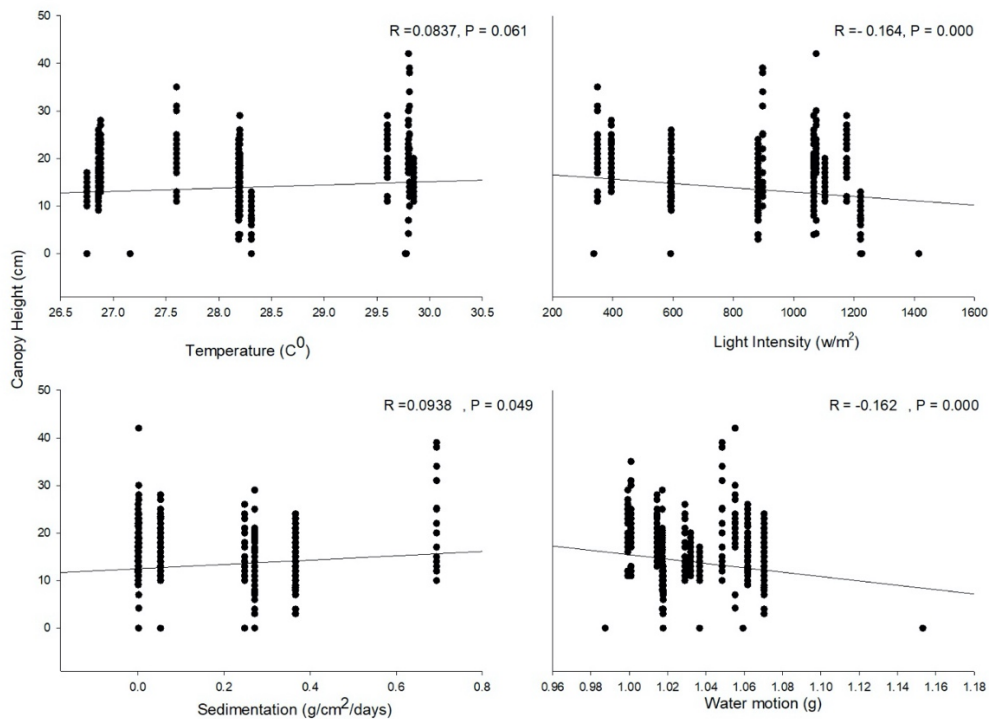 R =0.0837, P = 0.061
R =- 0.164, P = 0.000
50
40
30
20
10
0
26.5 27.0 27.5 28.0 28.5 29.0 29.5 30.0 30.5
200 400 600 800 1000 1200 1400 1600
Temperature (C⁰)
Light Intensity (w/m²)
Canopy Height (cm)
R =0.0938 , P = 0.049
R = -0.162 , P = 0.000
50
40
30
20
10
0
0.0 0.2 0.4 0.6 0.8
0.96 0.98 1.00 1.02 1.04 1.06 1.08 1.10 1.12 1.14 1.16 1.18
Sedimentation (g/cm²/days)
Water motion (g)